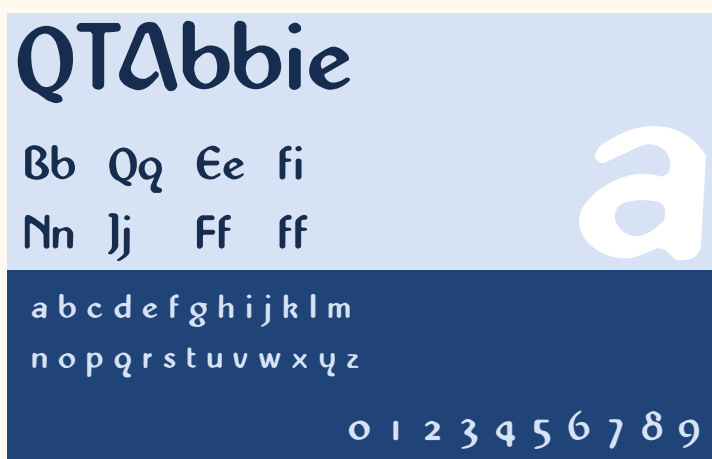 QTAbbie
a
Bb Qq Ee fi
Nn Jj Ff ff
a b c d e f g h i j k l m
n o p q r s t u v w x y z
0 1 2 3 4 5 6 7 8 9